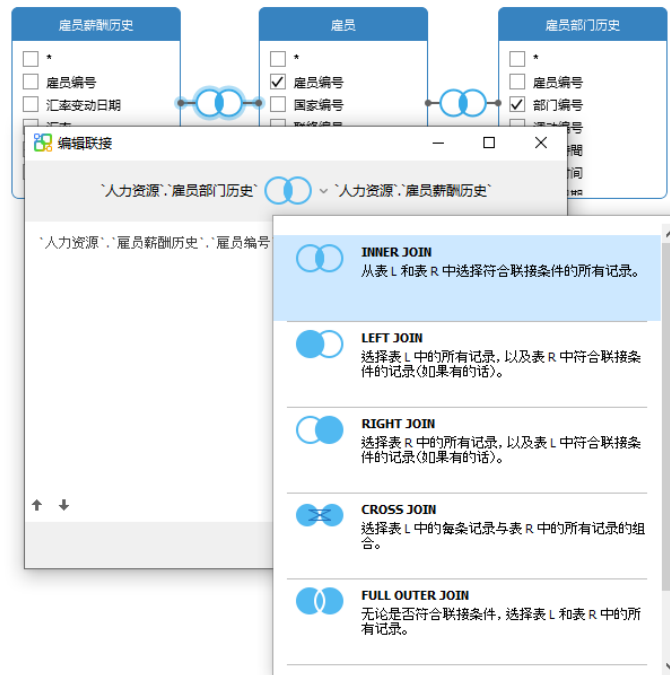 雇员薪酬历史
雇员
雇员部门历史
*
*
*
雇员编号
雇员编号
雇员编号
汇率变动日期
国家编号
部门编号
编辑联接
`人力资源`.`雇员部门历史`
`人力资源`.`雇员薪酬历史`
`人力资源`.`雇员薪酬历史`.`雇员编号
INNER JOIN
从表 L 和表 R 中选择符合联接条件的所有记录。
LEFT JOIN
选择表 L 中的所有记录, 以及表 R 中符合联接条
件的记录(如果有的话)。
RIGHT JOIN
选择表 R 中的所有记录, 以及表 L 中符合联接条
件的记录(如果有的话)。
CROSS JOIN
选择表 L 中的每条记录与表 R 中的所有记录的组
合。
FULL OUTER JOIN
无论是否符合联接条件, 选择表 L 和表 R 中的所
有记录。